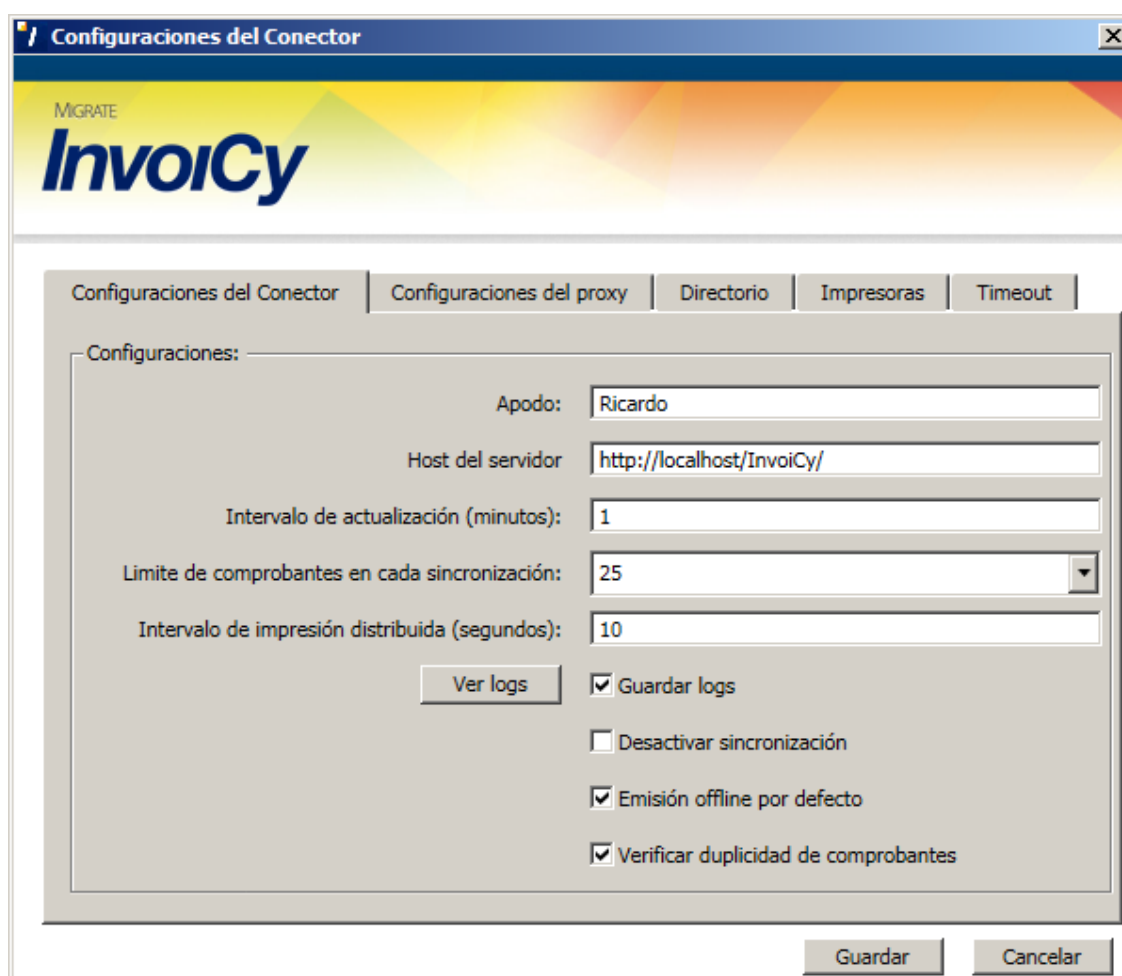 Configuraciones del Conector
MIGRATE
InvoiCy
Configuraciones del Conector Configuraciones del proxy Directorio Impresoras Timeout
Configuraciones:
Apodo: Ricardo
Host del servidor http://localhost/InvoiCy/
Intervalo de actualización (minutos): 1
Limite de comprobantes en cada sincronización: 25
Intervalo de impresión distribuida (segundos): 10
Ver logs Guardar logs
Desactivar sincronización
Emisión offline por defecto
Verificar duplicidad de comprobantes
Guardar Cancelar